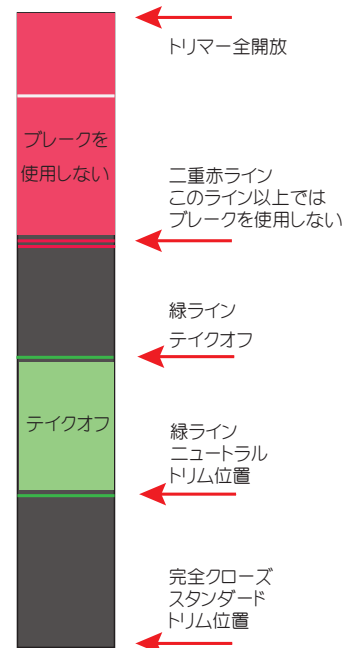 トリマー全開放
ブレークを
使用しない
二重赤ライン
このライン以上では
ブレークを使用しない
緑ライン
テイクオフ
テイクオフ
緑ライン
ニュートラル
トリム位置
完全クローズ
スタンダード
トリム位置